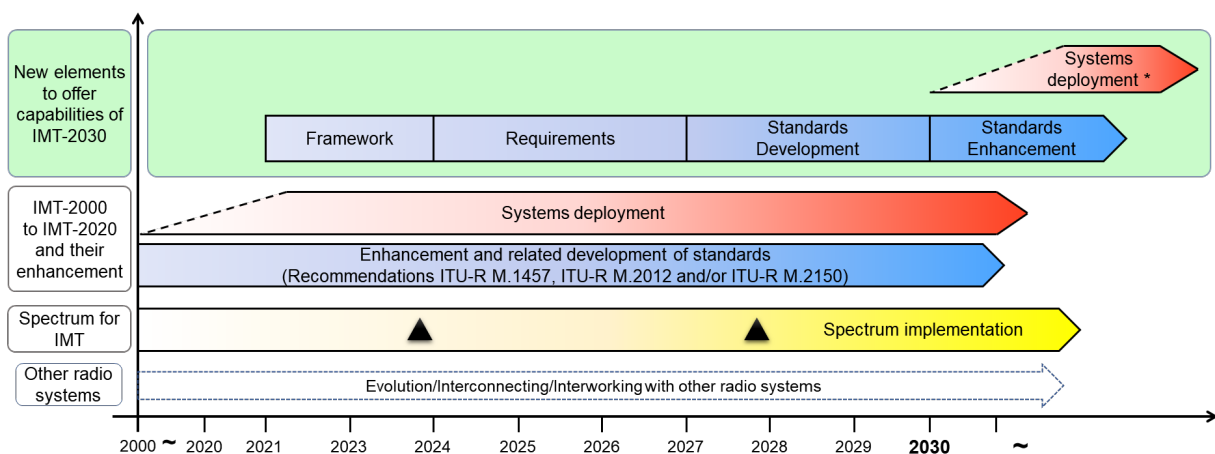 New elements
to offer
capabilities of
IMT-2030
Systems
deployment *
Framework
Requirements
Standards
Development
Standards
Enhancement
IMT-2000
to IMT-2020
and their
enhancement
Systems deployment
Enhancement and related development of standards
(Recommendations ITU-R M.1457, ITU-R M.2012 and/or ITU-R M.2150)
Spectrum for
IMT
Spectrum implementation
Other radio
systems
Evolution/Interconnecting/Interworking with other radio systems
2000 ~ 2020 2021 2023 2024 2025 2026 2027 2028 2029 2030 ~